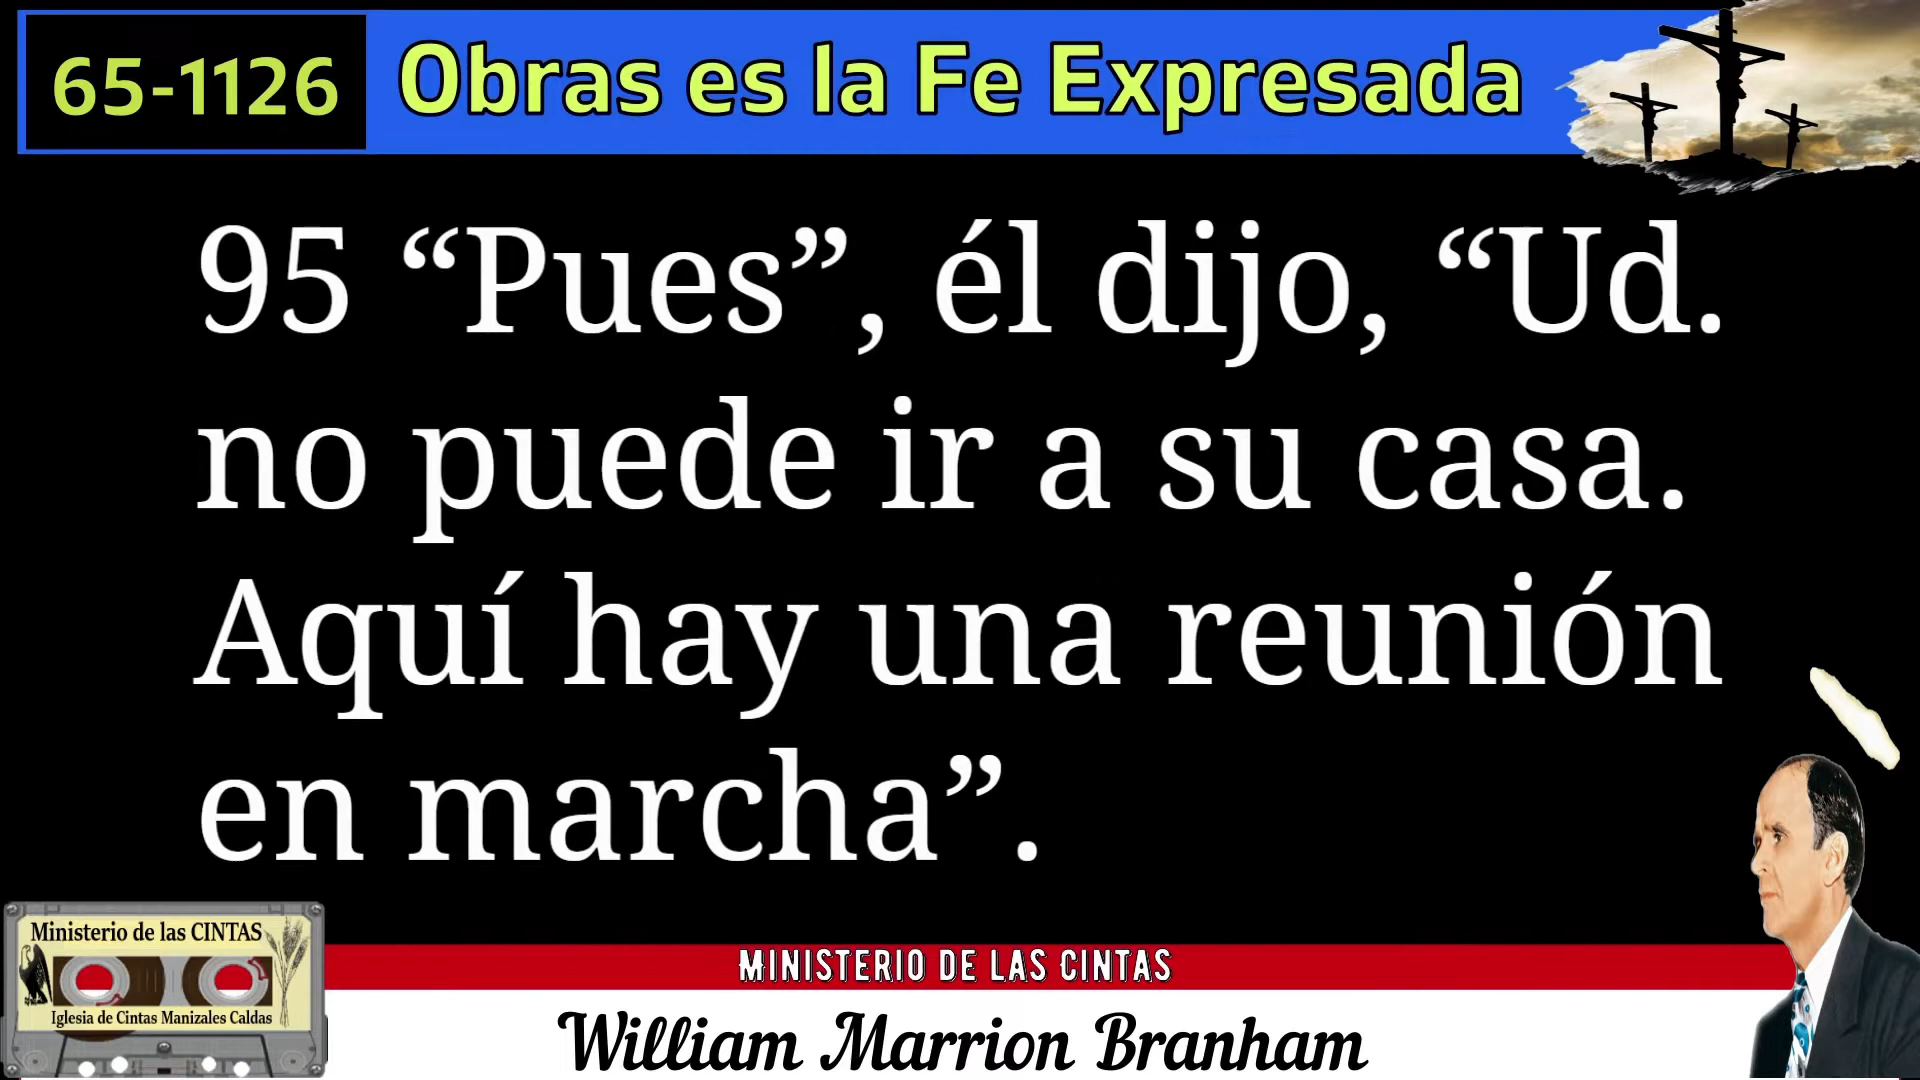 65-1126
Obras es la Fe Expresada
95 “Pues”, él dijo, “Ud.
no puede ir a su casa.
Aquí hay una reunión
en marcha”.
Ministerio de las CINTAS
Iglesia de Cintas Manizales Caldas
MINISTERIO DE LAS CINTAS
William Marrion Branham